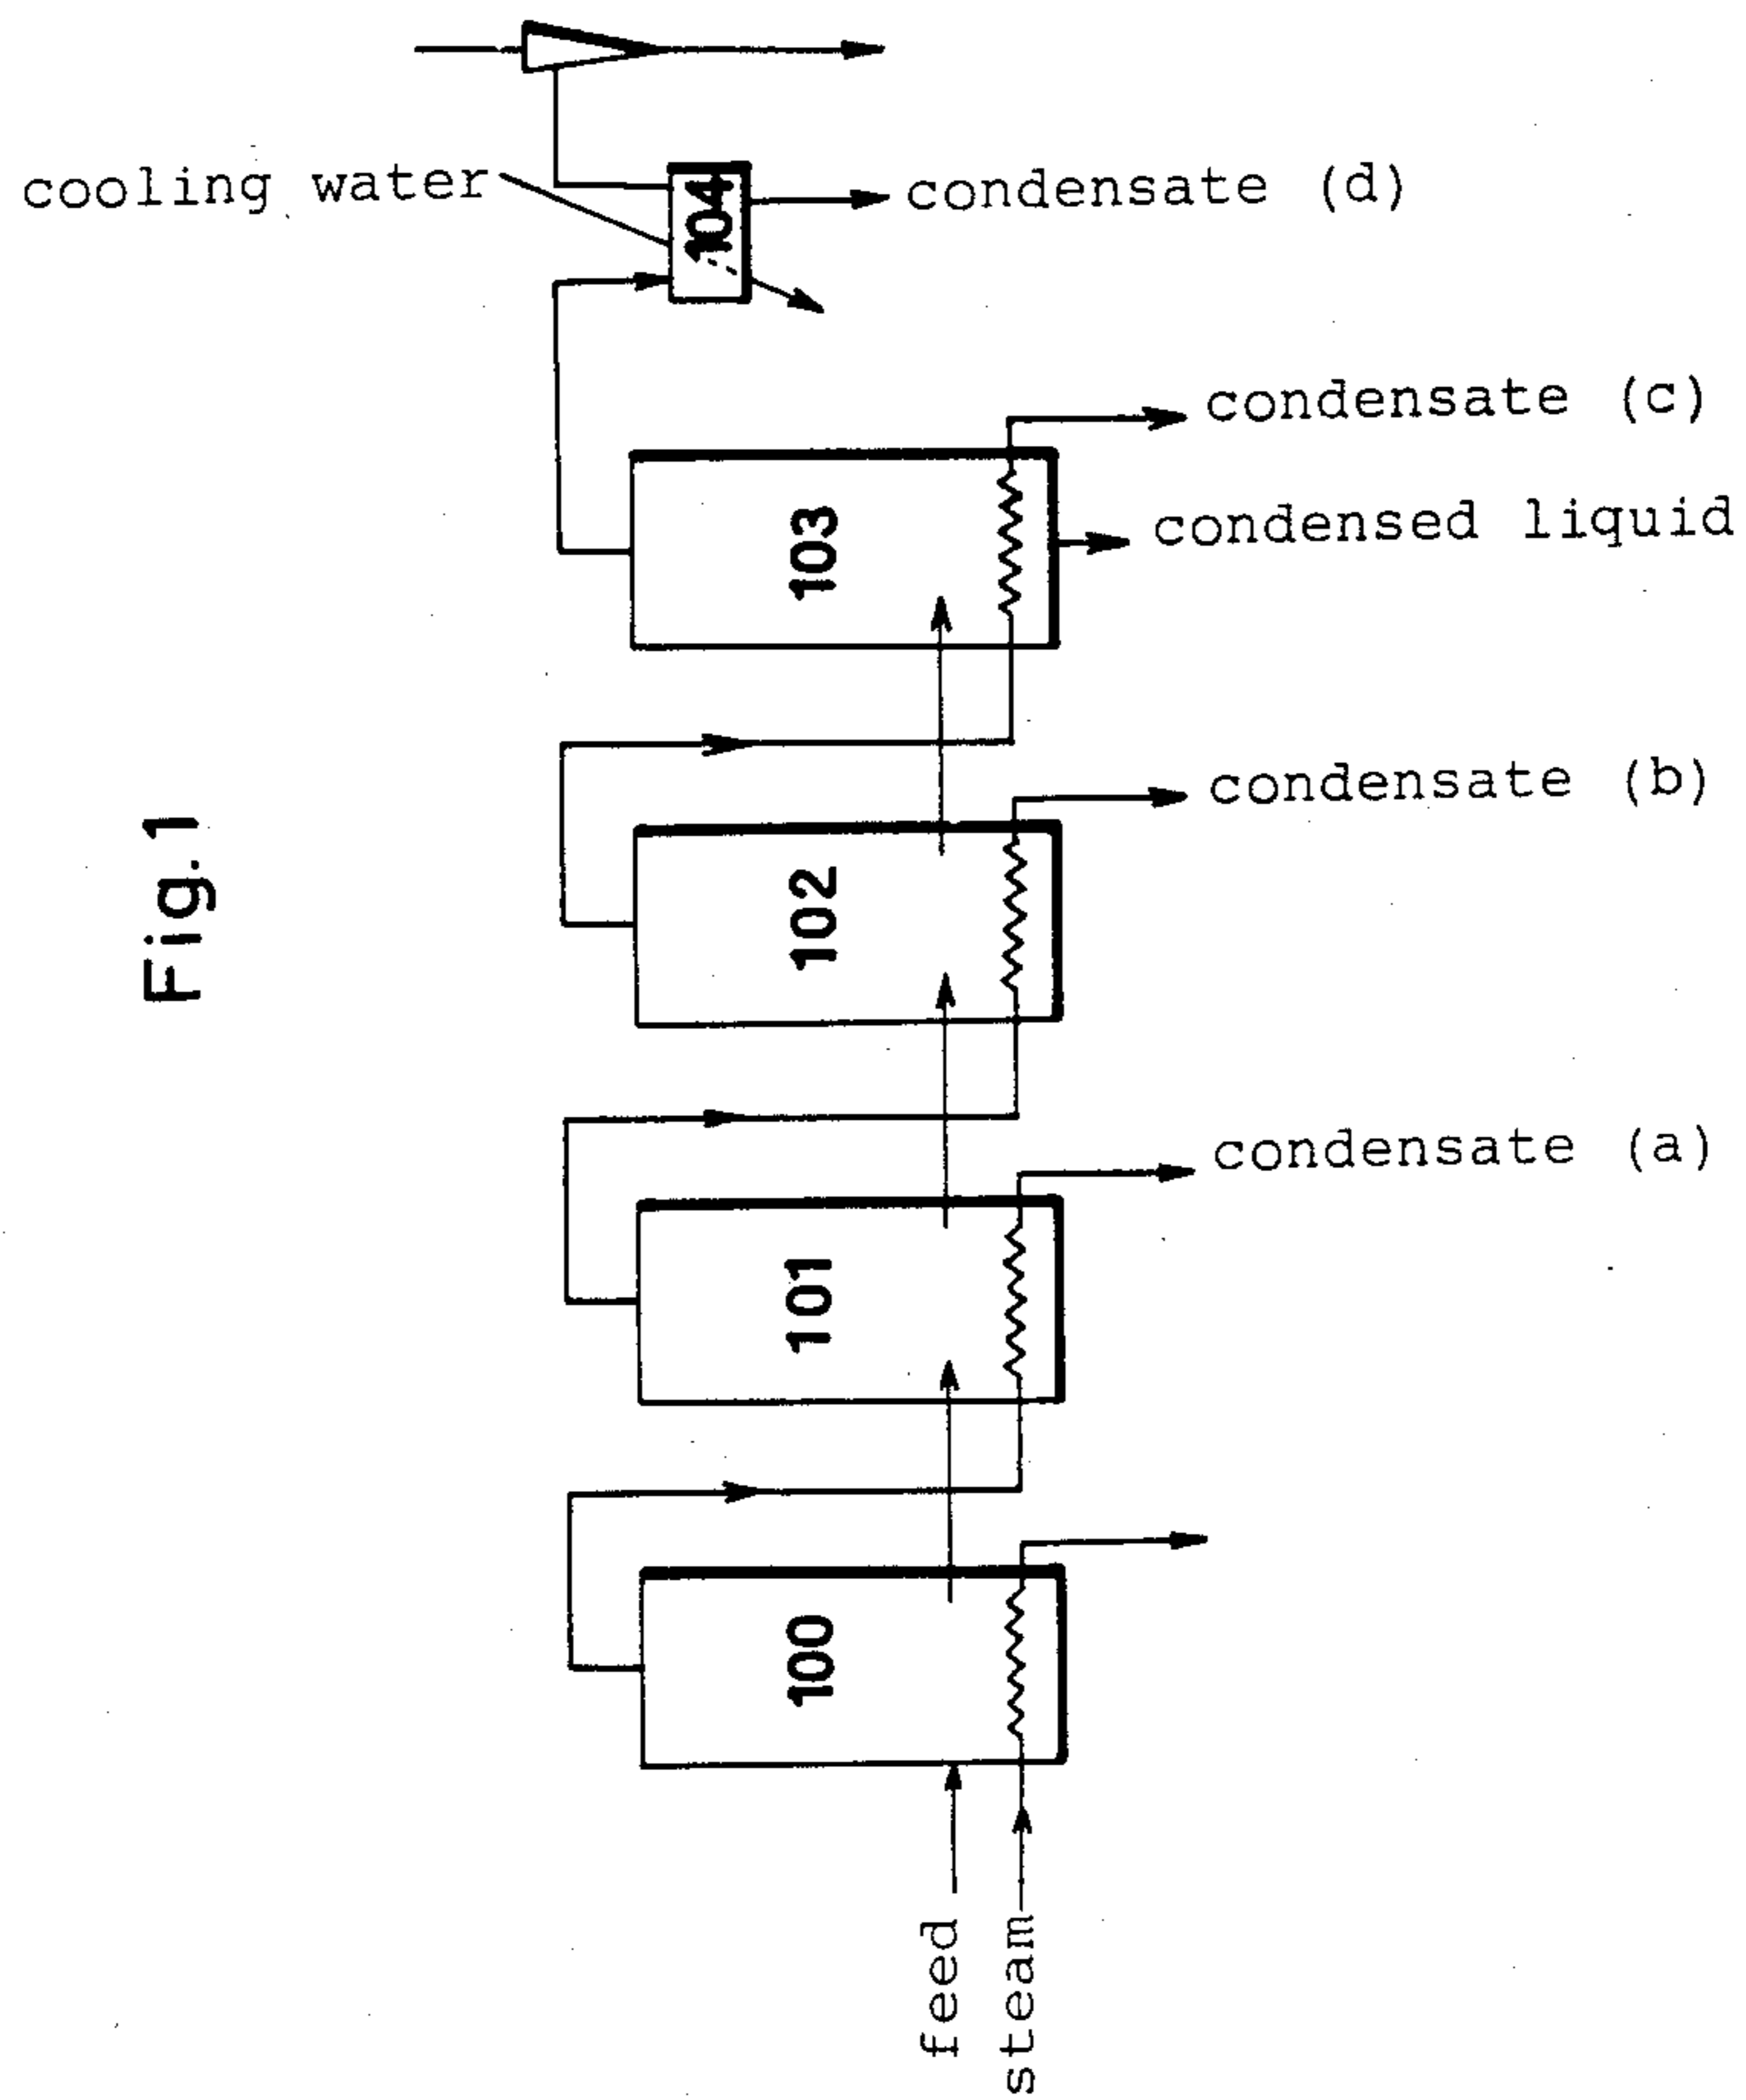 Fig.1
cooling water
104
condensate (d)
condensate (c)
103
condensed liquid
condensate (b)
102
condensate (a)
101
100
feed
steam